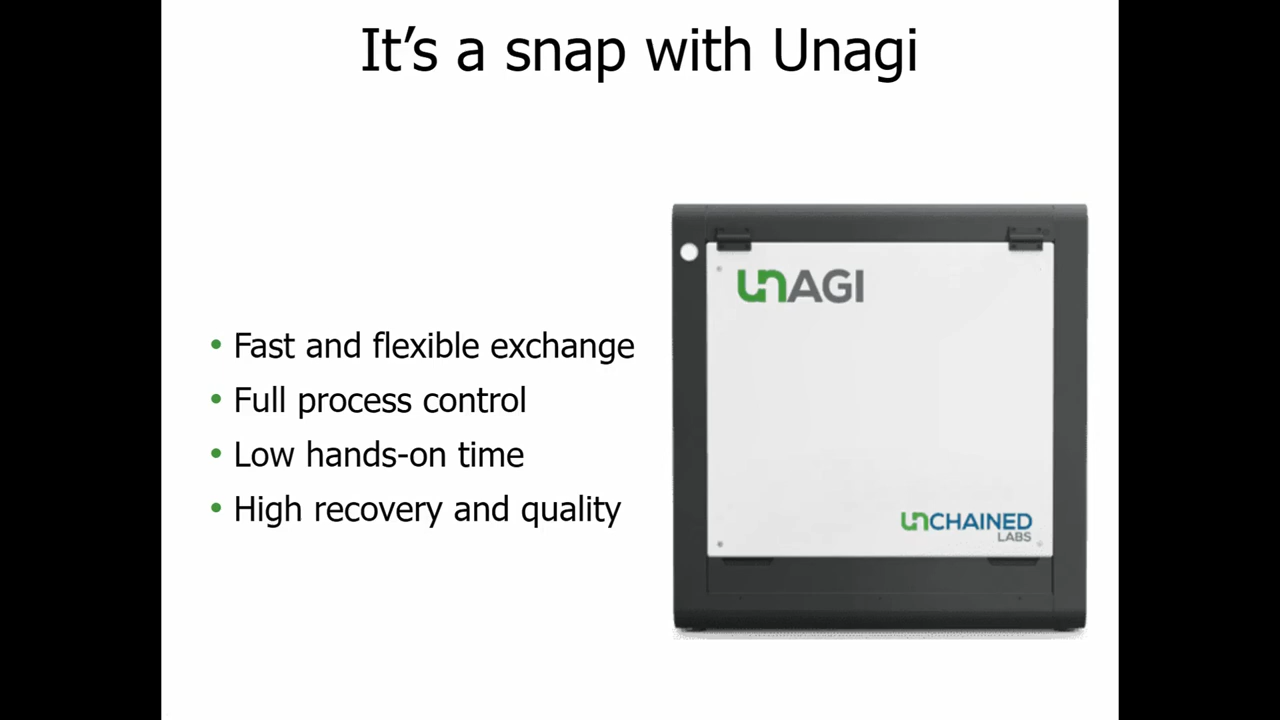 It’s a snap with Unagi
UNAGI
• Fast and flexible exchange
• Full process control
• Low hands-on time
• High recovery and quality
UNCHAINED
LABS